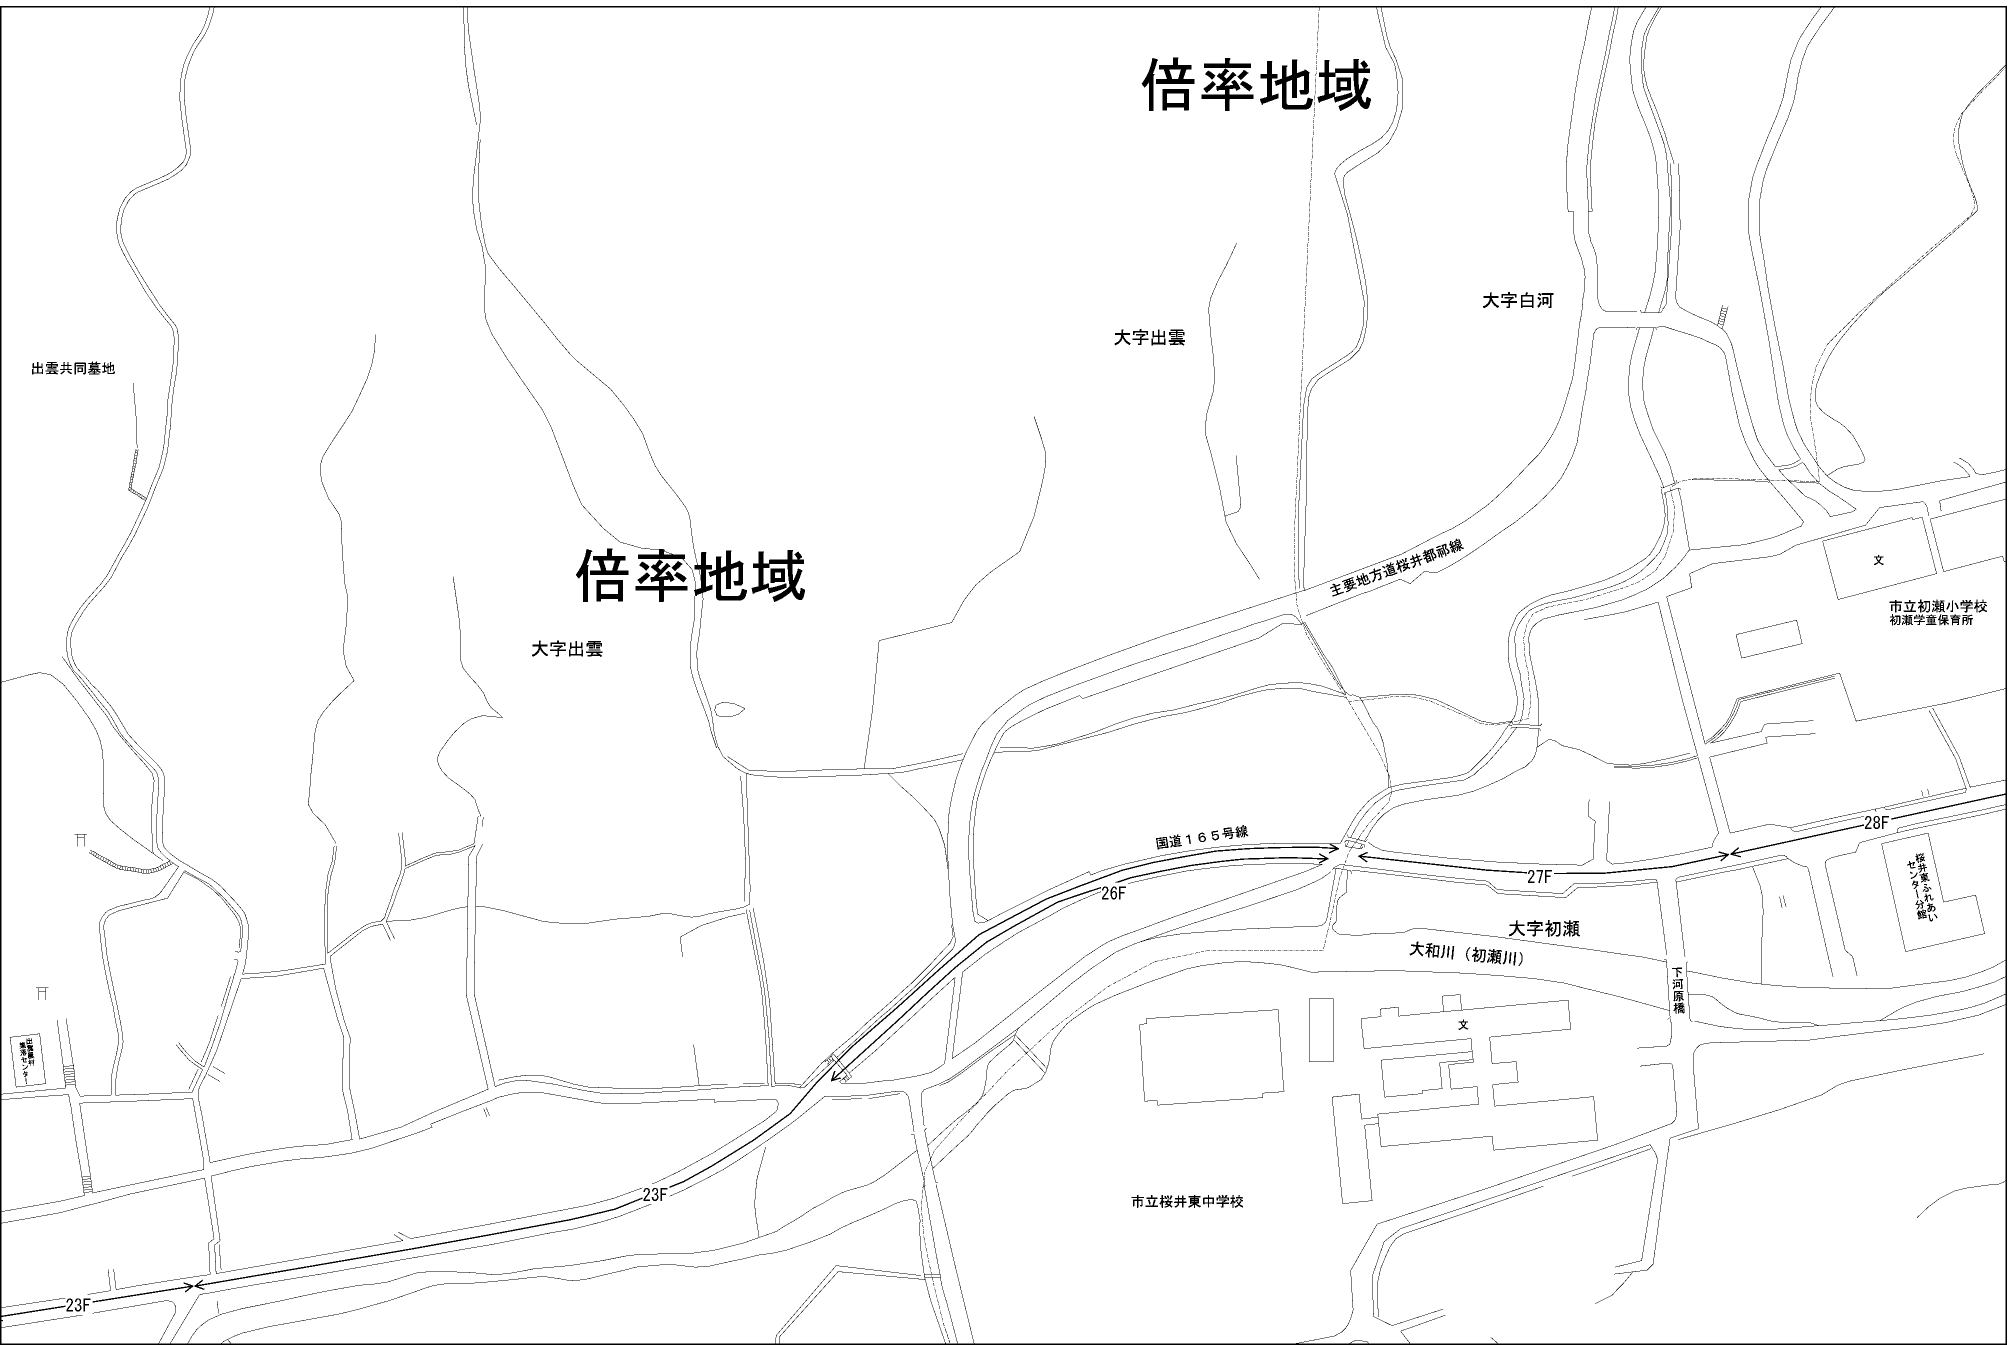 倍率地域
大字白河
大字出雲
出雲共同墓地
主要地方道桜井都祁線
文
倍率地域
市立初瀬小学校
初瀬学童保育所
大字出雲
28F
国道165号線
27F
26F
桜井東ふれあい
センター分館
大字初瀬
大和川(初瀬川)
下河原橋
文
市立桜井東中学校
23F
23F